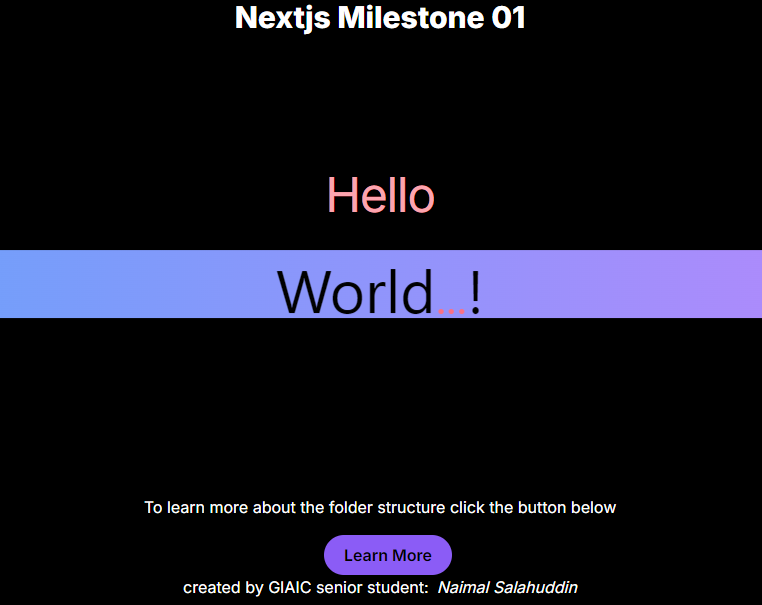 Nextjs Milestone 01
Hello
World...!
To learn more about the folder structure click the button below
Learn More
created by GIAIC senior student: Naimal Salahuddin